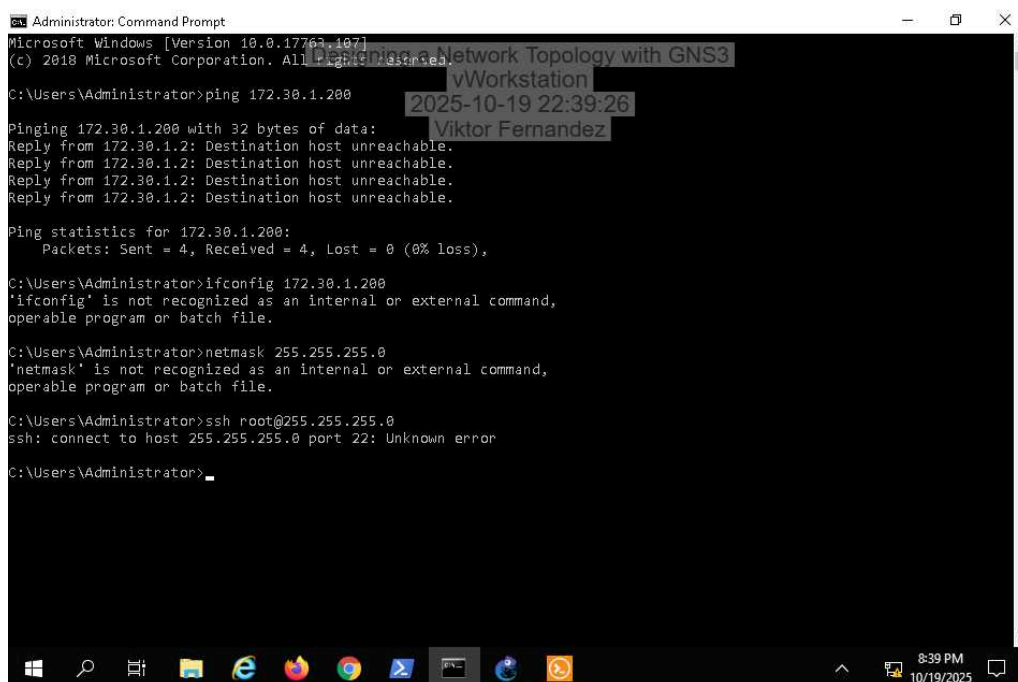 Administrator: Command Prompt
Microsoft Windows [Version 10.0.17763.107]
(c) 2018 Microsoft Corporation. All rights reserved.
Designing a Network Topology with GNS3
vWorkstation
2025-10-19 22:39:26
Viktor Fernandez
C:\Users\Administrator>ping 172.30.1.200
Pinging 172.30.1.200 with 32 bytes of data:
Reply from 172.30.1.2: Destination host unreachable.
Reply from 172.30.1.2: Destination host unreachable.
Reply from 172.30.1.2: Destination host unreachable.
Reply from 172.30.1.2: Destination host unreachable.
Ping statistics for 172.30.1.200:
Packets: Sent = 4, Received = 4, Lost = 0 (0% loss),
C:\Users\Administrator>ifconfig 172.30.1.200
'ifconfig' is not recognized as an internal or external command,
operable program or batch file.
C:\Users\Administrator>netmask 255.255.255.0
'netmask' is not recognized as an internal or external command,
operable program or batch file.
C:\Users\Administrator>ssh root@255.255.255.0
ssh: connect to host 255.255.255.0 port 22: Unknown error
C:\Users\Administrator>
8:39 PM
10/19/2025